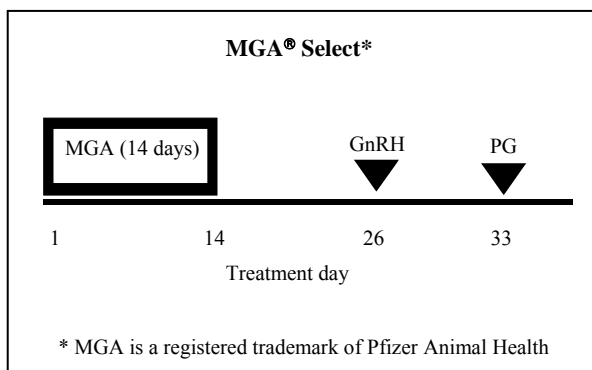 MGA® Select*
MGA (14 days)
GnRH
PG
1
14
26
33
Treatment day
* MGA is a registered trademark of Pfizer Animal Health